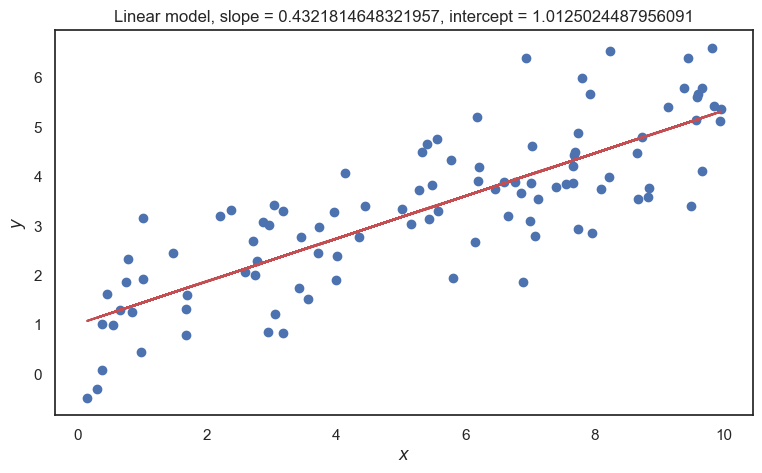 Linear model, slope = 0.4321814648321957, intercept = 1.0125024487956091
6
5
4
3
2
1
0
y
0 2 4 6 8 10
x